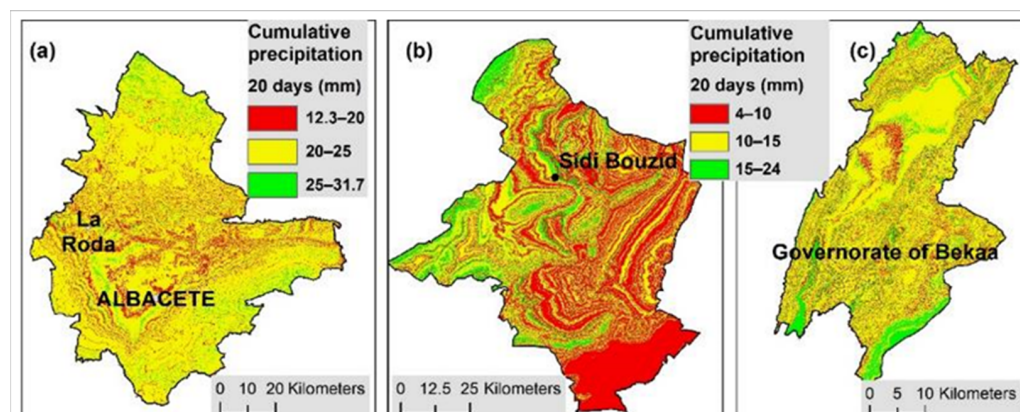 (a)
Cumulative
precipitation
20 days (mm)
12.3–20
20–25
25–31.7
La
Roda
ALBACETE
0 10 20 Kilometers
(b)
Sidi Bouzid
0 12.5 25 Kilometers
Cumulative
precipitation
20 days (mm)
4–10
10–15
15–24
(c)
Governorate of Bekaa
0 5 10 Kilometers